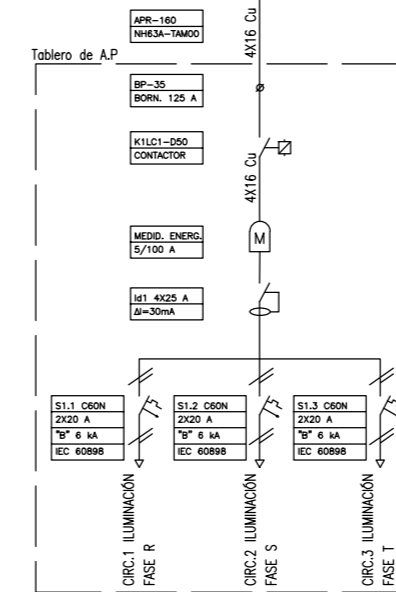 APR-160
NH63A-TAM00
4X16 Cu
Tablero de A.P
BP-35
BORN. 125 A
K1LC1-D50
CONTACTOR
4X16 Cu
MEDID. ENERG.
5/100 A
M
Id1 4X25 A
ΔI=30mA
S1.1 C60N
2X20 A
"B" 6 kA
IEC 60898
S1.2 C60N
2X20 A
"B" 6 kA
IEC 60898
S1.3 C60N
2X20 A
"B" 6 kA
IEC 60898
CIRC.1 ILUMINACIÓN
FASE R
CIRC.2 ILUMINACIÓN
FASE S
CIRC.3 ILUMINACIÓN
FASE T